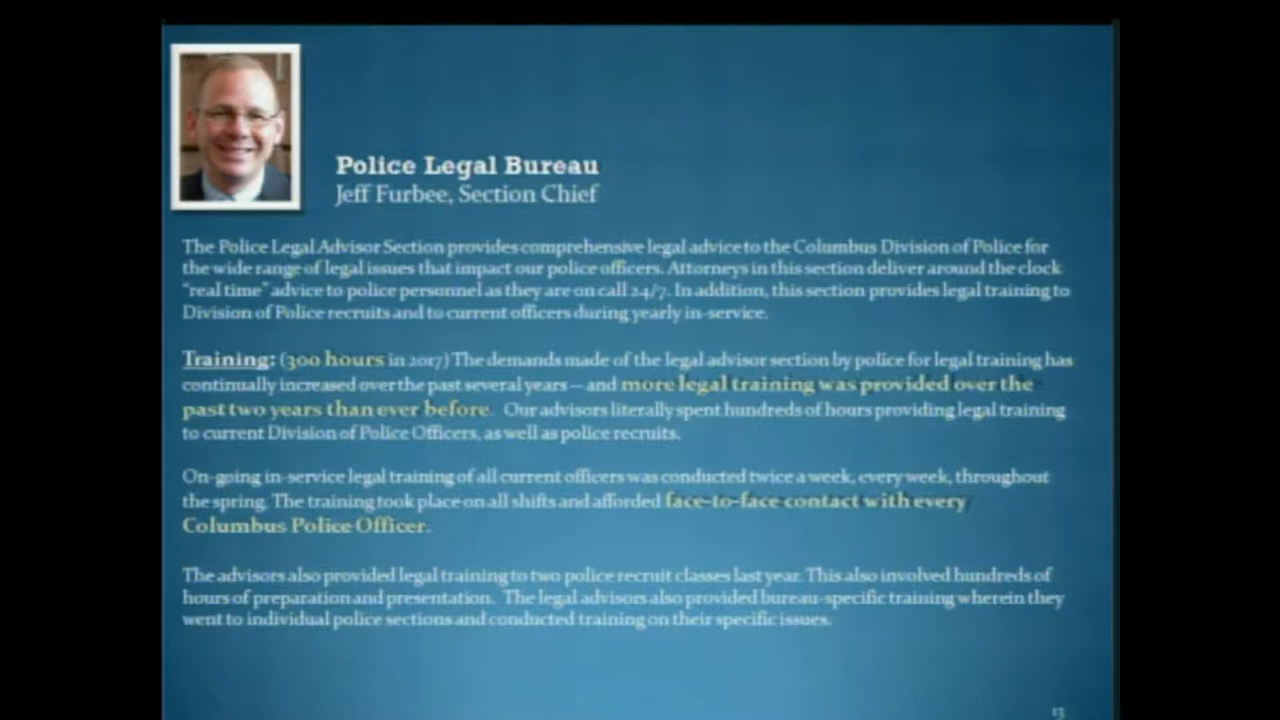 Police Legal Bureau
Jeff Furbee, Section Chief
The Police Legal Advisor Section provides comprehensive legal advice to the Columbus Division of Police for
the wide range of legal issues that impact our police officers. Attorneys in this section deliver around the clock
"real time" advice to police personnel as they are on call 24/7. In addition, this section provides legal training to
Division of Police recruits and to current officers during yearly in-service.
Training: (300 hours in 2017) The demands made of the legal advisor section by police for legal training has
continually increased over the past several years – and more legal training was provided over the
past two years than ever before. Our advisors literally spent hundreds of hours providing legal training
to current Division of Police Officers, as well as police recruits.
On-going in-service legal training of all current officers was conducted twice a week, every week, throughout
the spring. The training took place on all shifts and afforded face-to-face contact with every
Columbus Police Officer.
The advisors also provided legal training to two police recruit classes last year. This also involved hundreds of
hours of preparation and presentation. The legal advisors also provided bureau-specific training wherein they
went to individual police sections and conducted training on their specific issues.
13